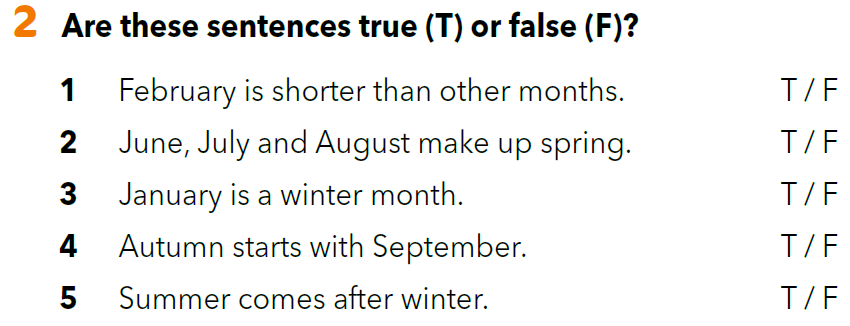 2 Are these sentences true (T) or false (F)?
1 February is shorter than other months. T / F
2 June, July and August make up spring. T / F
3 January is a winter month. T / F
4 Autumn starts with September. T / F
5 Summer comes after winter. T / F